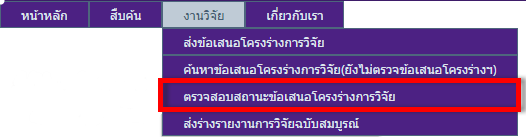 หน้าหลัก สืบค้น งานวิจัย เกี่ยวกับเรา
ส่งข้อเสนอโครงร่างการวิจัย
ค้นหาข้อเสนอโครงร่างการวิจัย(ยังไม่ตรวจข้อเสนอโครงร่างฯ)
ตรวจสอบสถานะข้อเสนอโครงร่างการวิจัย
ส่งร่างรายงานการวิจัยฉบับสมบูรณ์